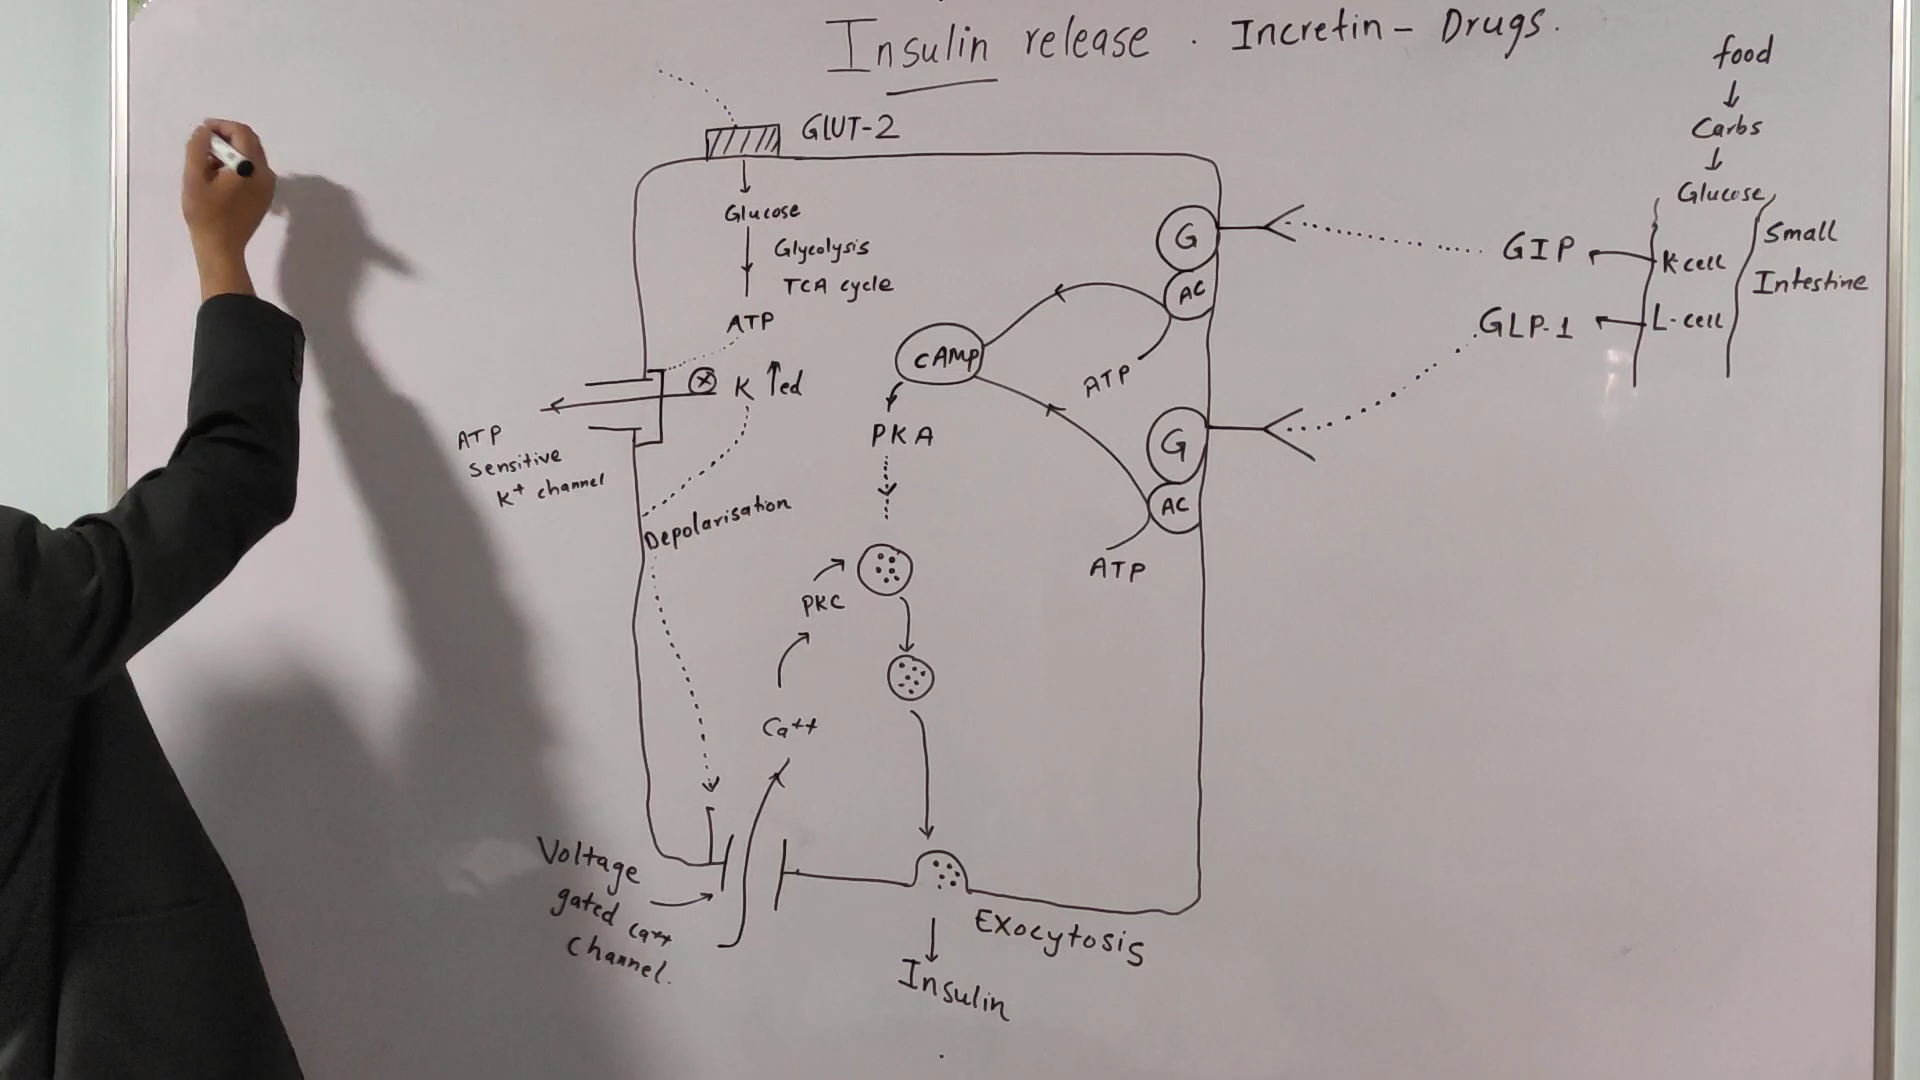 Insulin release . Incretin - Drugs.
food
Carbs
Glucose
Small
Intestine
K-cell
L-cell
GIP
GLP-1
GLUT-2
Glucose
Glycolysis
TCA cycle
ATP
K ↑ed
ATP
Sensitive
K+ channel
Depolarisation
G
AC
ATP
cAMP
PKA
G
AC
ATP
PKC
Ca++
Voltage
gated Ca++
Channel.
Exocytosis
Insulin